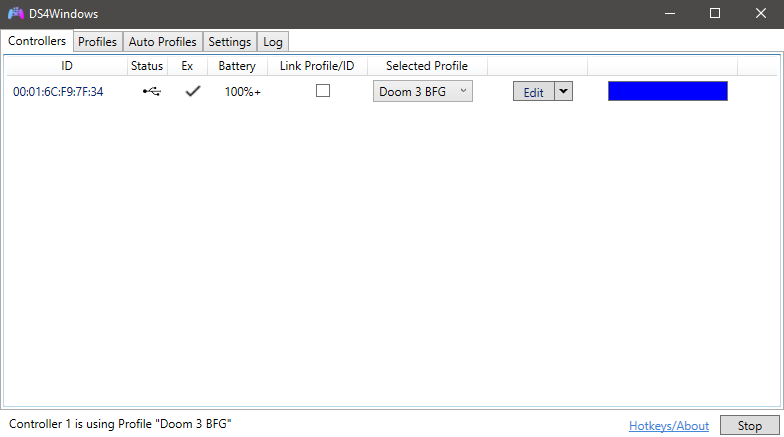 DS4Windows
Controllers Profiles Auto Profiles Settings Log
ID Status Ex Battery Link Profile/ID Selected Profile
00:01:6C:F9:7F:34 100%+ Doom 3 BFG Edit
Controller 1 is using Profile "Doom 3 BFG" Hotkeys/About Stop